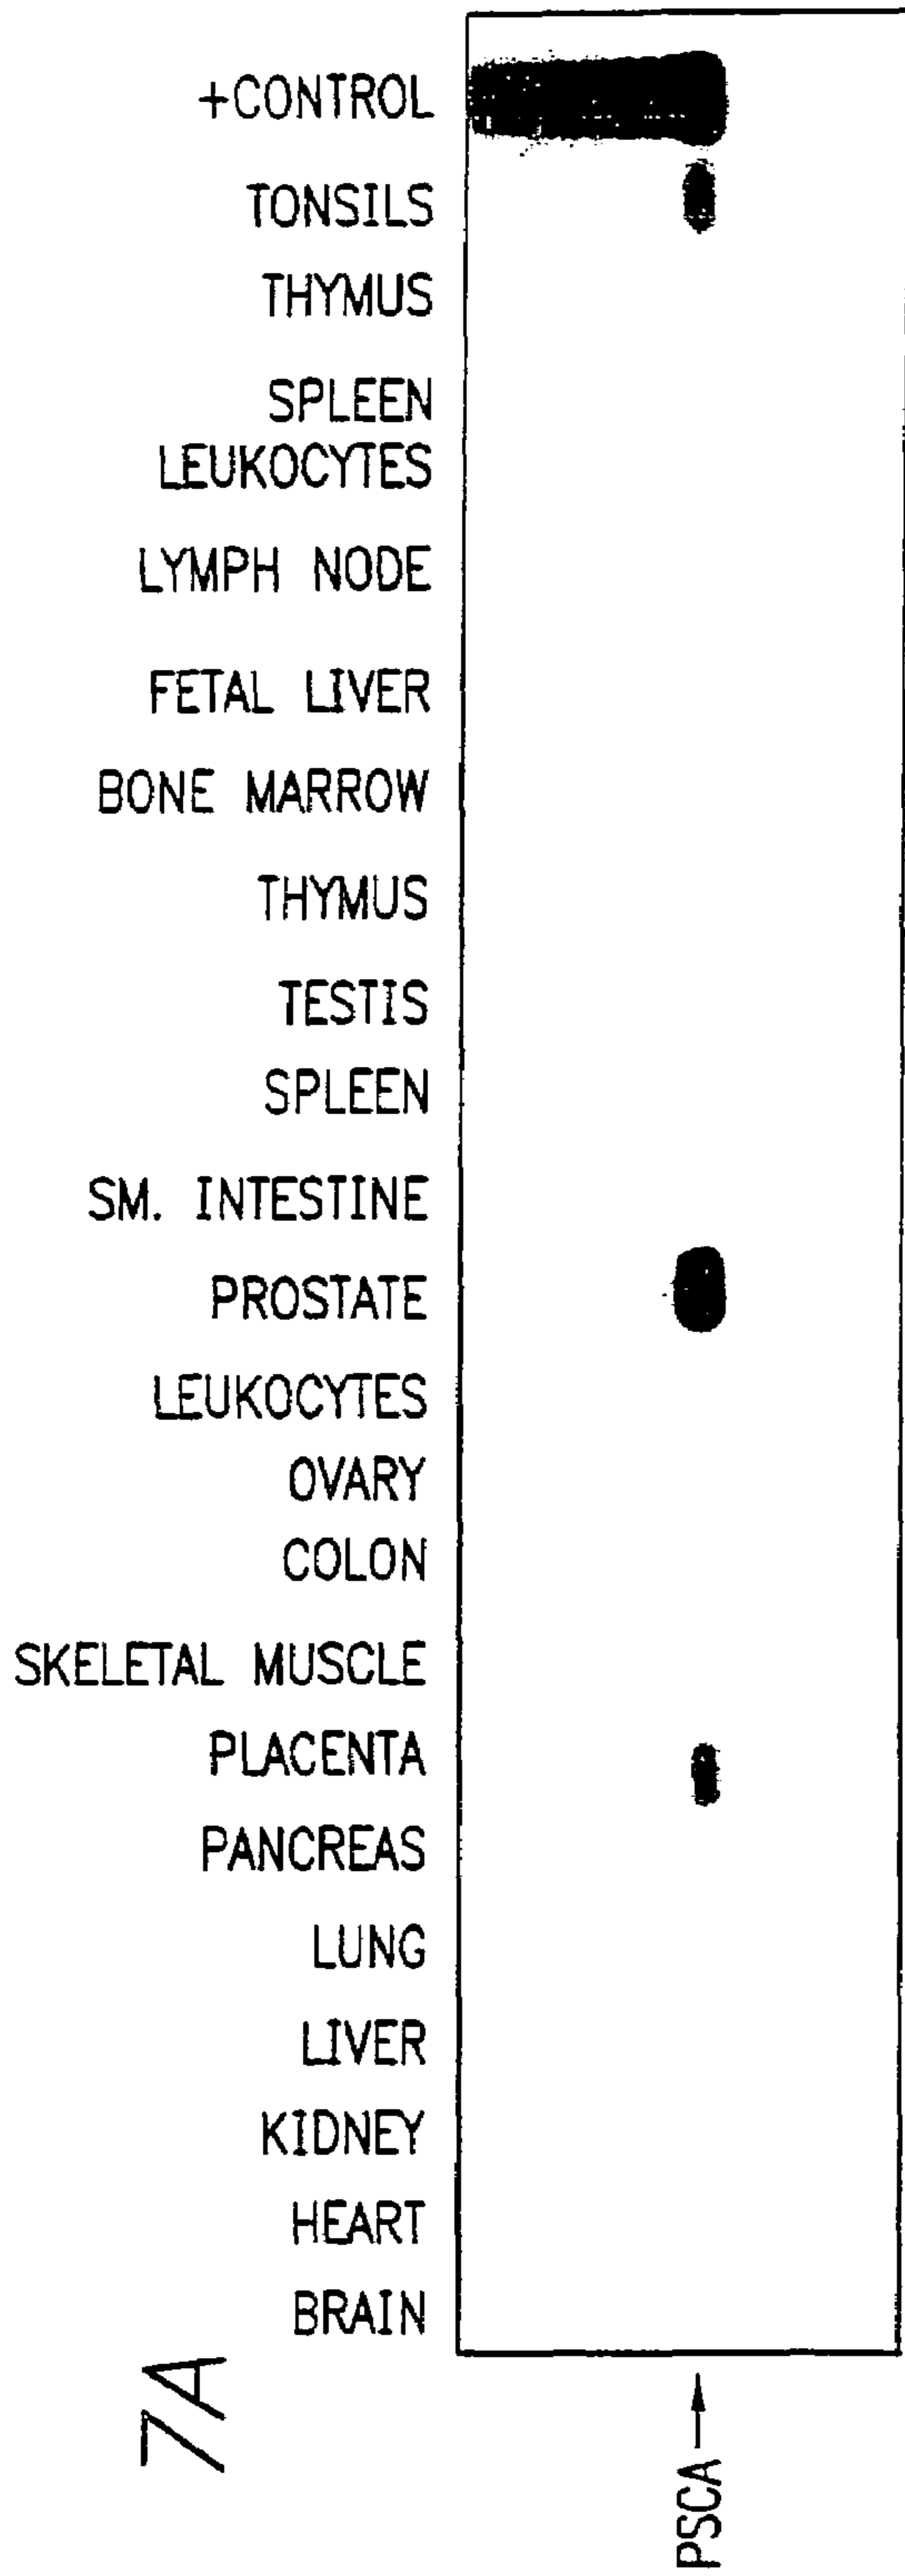 +CONTROL
TONSILS
THYMUS
SPLEEN
LEUKOCYTES
LYMPH NODE
FETAL LIVER
BONE MARROW
THYMUS
TESTIS
SPLEEN
SM. INTESTINE
PROSTATE
LEUKOCYTES
OVARY
COLON
SKELETAL MUSCLE
PLACENTA
PANCREAS
LUNG
LIVER
KIDNEY
HEART
BRAIN
7A
PSCA